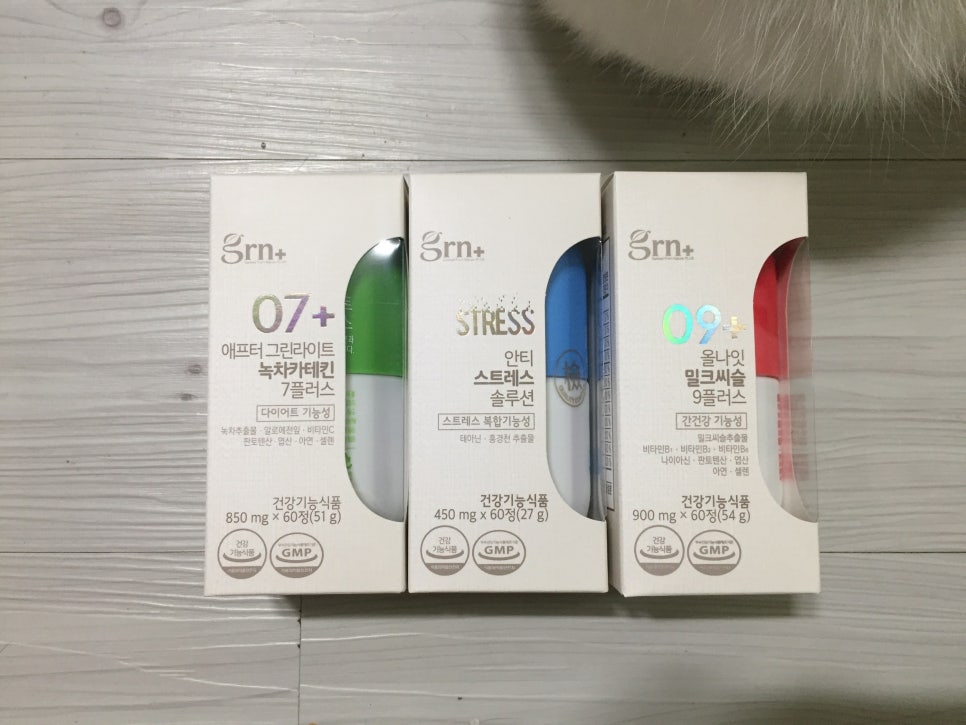 grn+
07+
애프터 그린라이트
녹차카테킨
7플러스
다이어트 기능성
녹차추출물 · 알로에전잎 · 비타민C
판토텐산 · 엽산 · 아연 · 셀렌
건강기능식품
850 mg × 60정(51 g)
건강
기능식품
GMP
grn+
STRESS
안티
스트레스
솔루션
스트레스 복합기능성
테아닌 · 홍경천 추출물
건강기능식품
450 mg x 60정(27 g)
건강
기능식품
GMP
grn+
09+
올나잇
밀크씨슬
9플러스
간건강 기능성
밀크씨슬추출물
비타민B₁ · 비타민B₂ · 비타민B₆
나이아신 · 판토텐산 · 엽산
아연 · 셀렌
건강기능식품
900 mg × 60정(54 g)
건강
기능식품
GMP